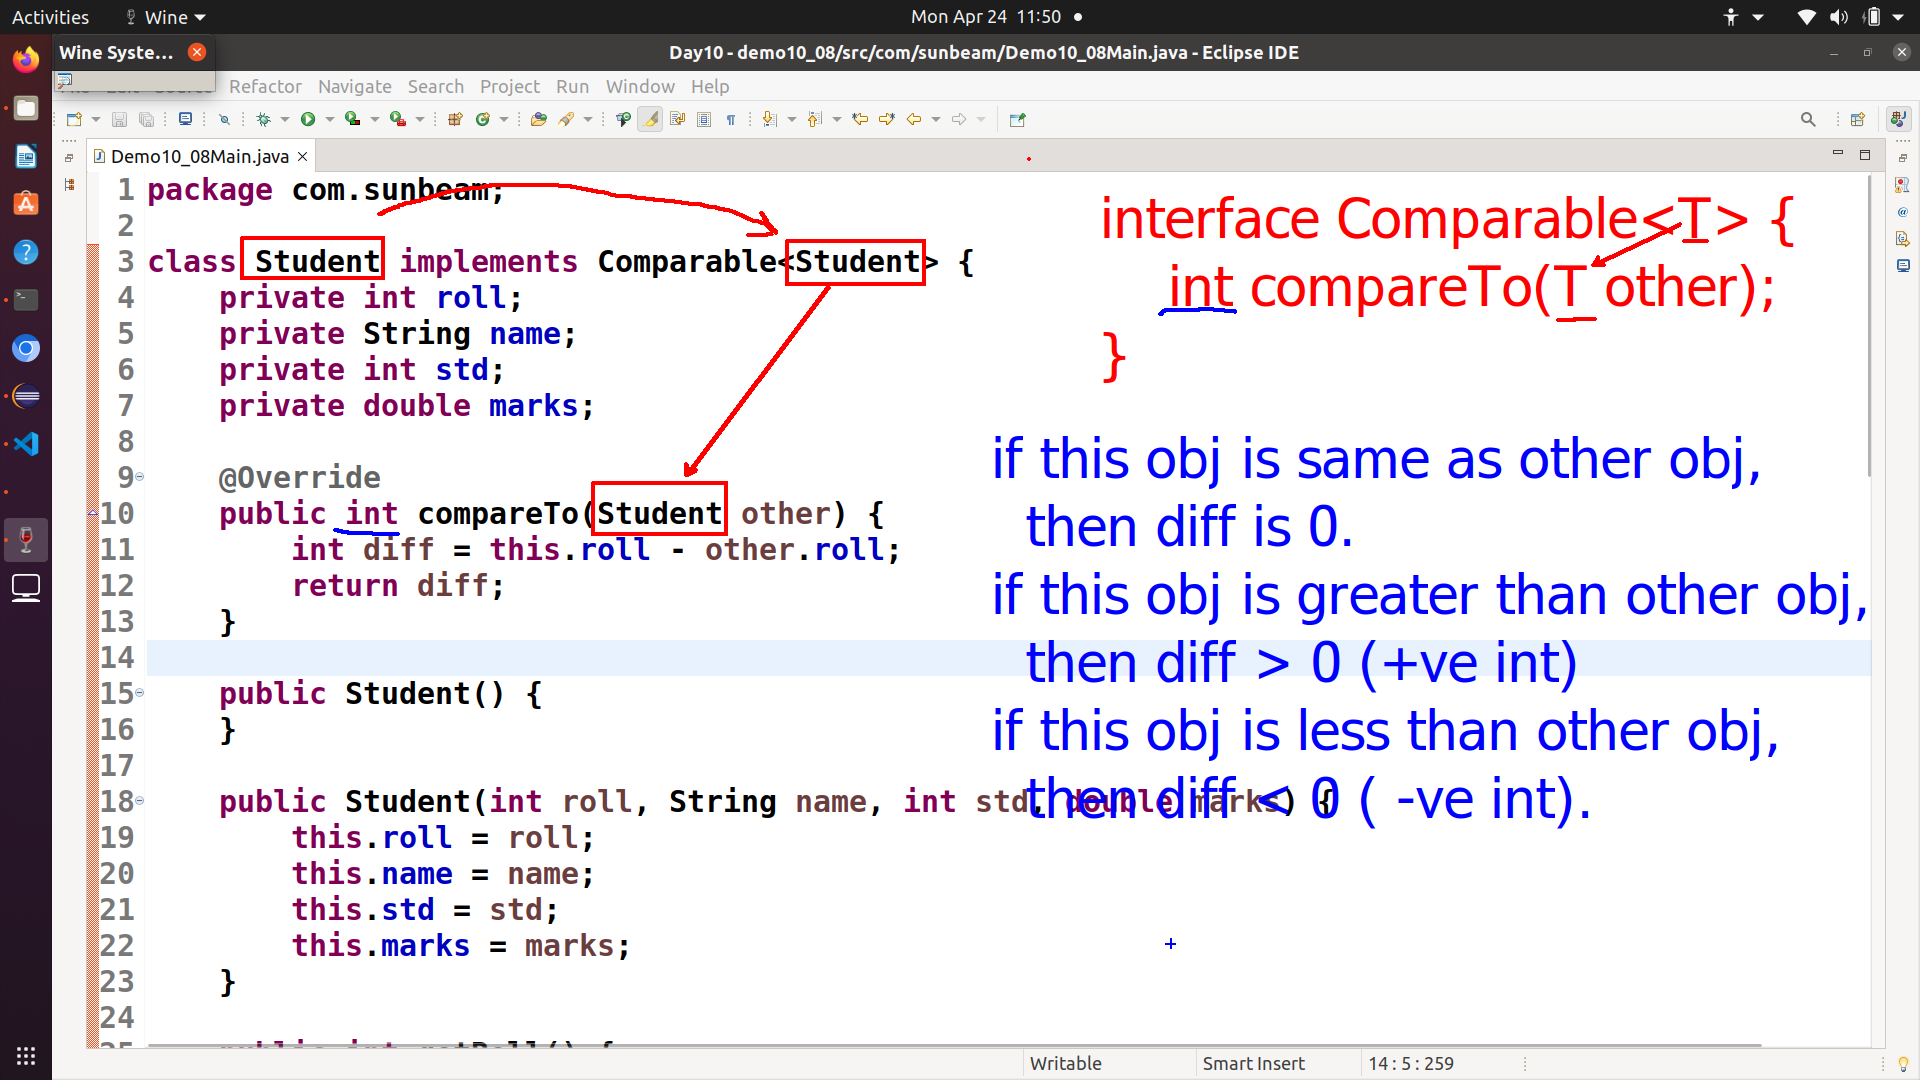 Activities
Wine
Mon Apr 24 11:50
Wine Syste...
Day10 - demo10_08/src/com/sunbeam/Demo10_08Main.java - Eclipse IDE
Refactor Navigate Search Project Run Window Help
Demo10_08Main.java
1 package com.sunbeam;
2
3 class Student implements Comparable<Student> {
4 private int roll;
5 private String name;
6 private int std;
7 private double marks;
8
9 @Override
10 public int compareTo(Student other) {
11 int diff = this.roll - other.roll;
12 return diff;
13 }
14
15 public Student() {
16 }
17
18 public Student(int roll, String name, int std, double marks) {
19 this.roll = roll;
20 this.name = name;
21 this.std = std;
22 this.marks = marks;
23 }
24
interface Comparable<T> {
int compareTo(T other);
}
if this obj is same as other obj,
then diff is 0.
if this obj is greater than other obj,
then diff > 0 (+ve int)
if this obj is less than other obj,
then diff < 0 ( -ve int).
Writable
Smart Insert
14 : 5 : 259